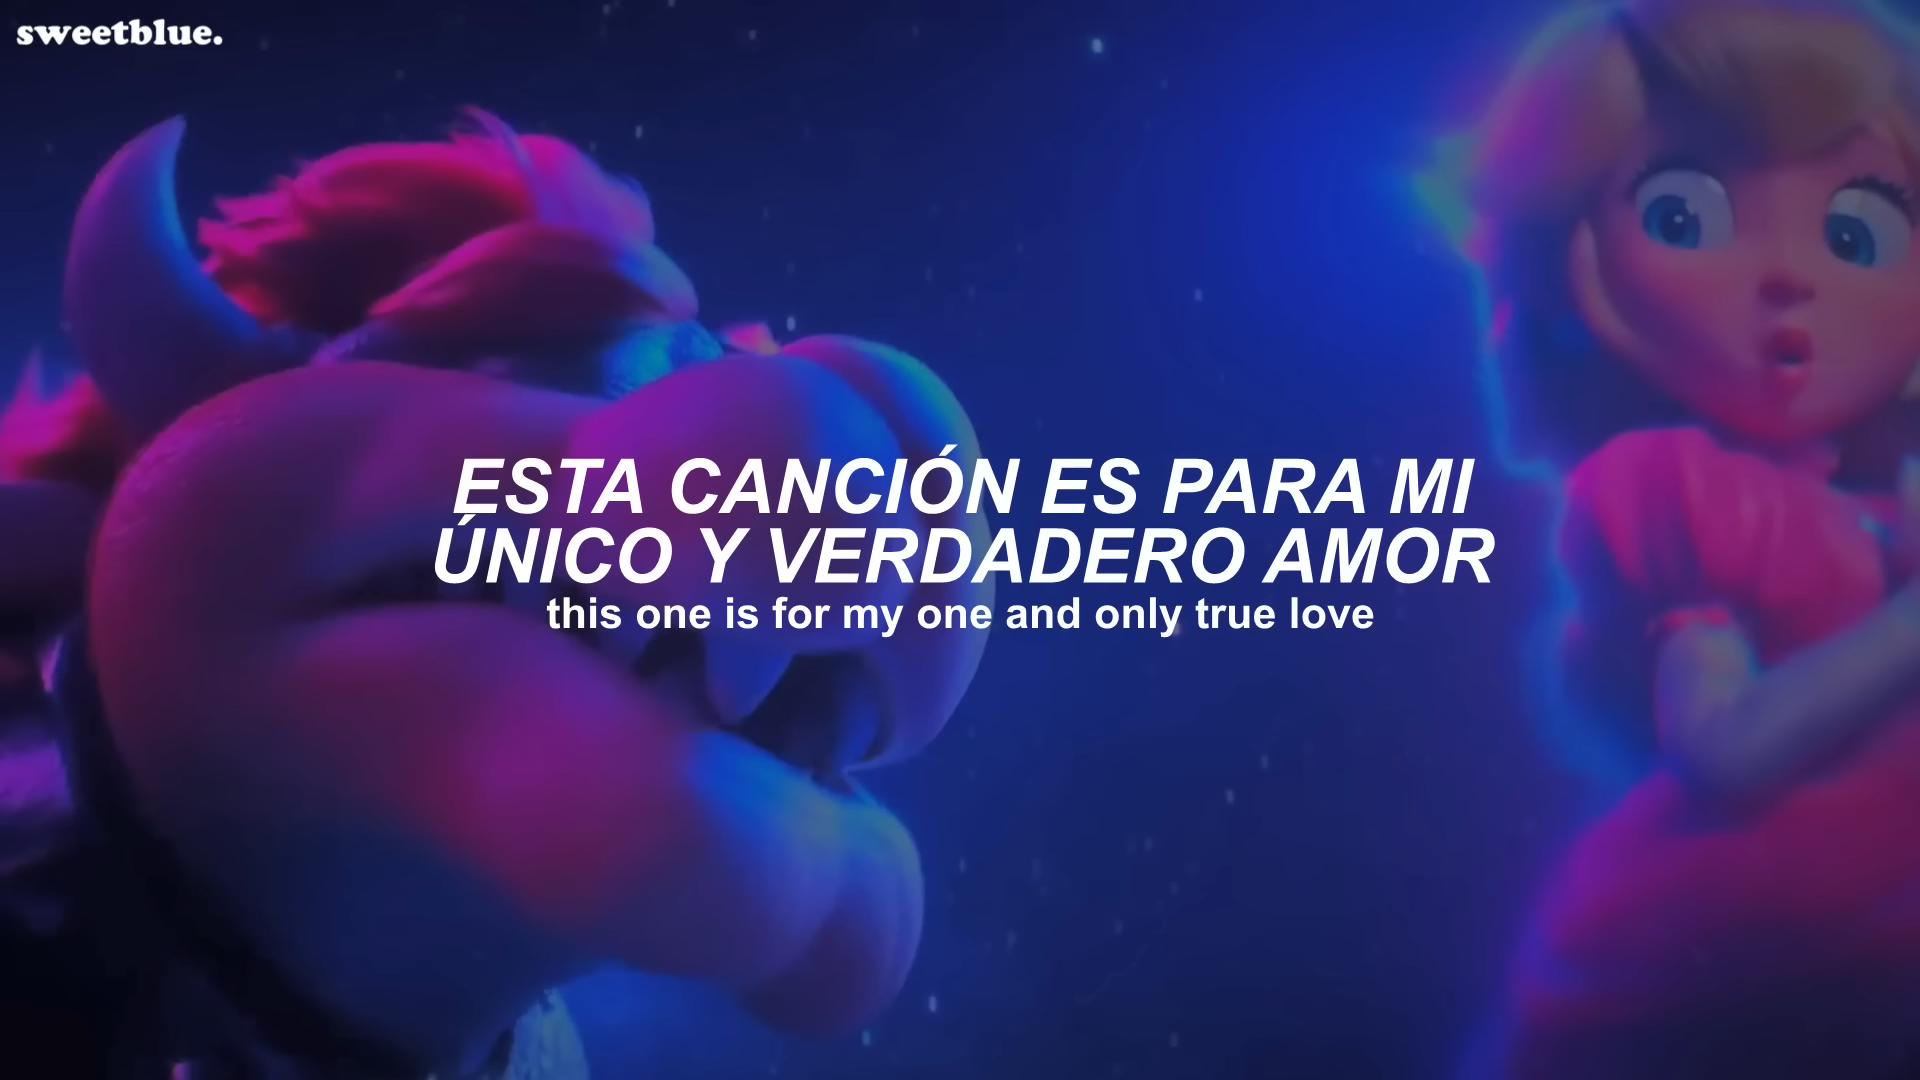 sweetblue.
ESTA CANCIÓN ES PARA MI
ÚNICO Y VERDADERO AMOR
this one is for my one and only true love